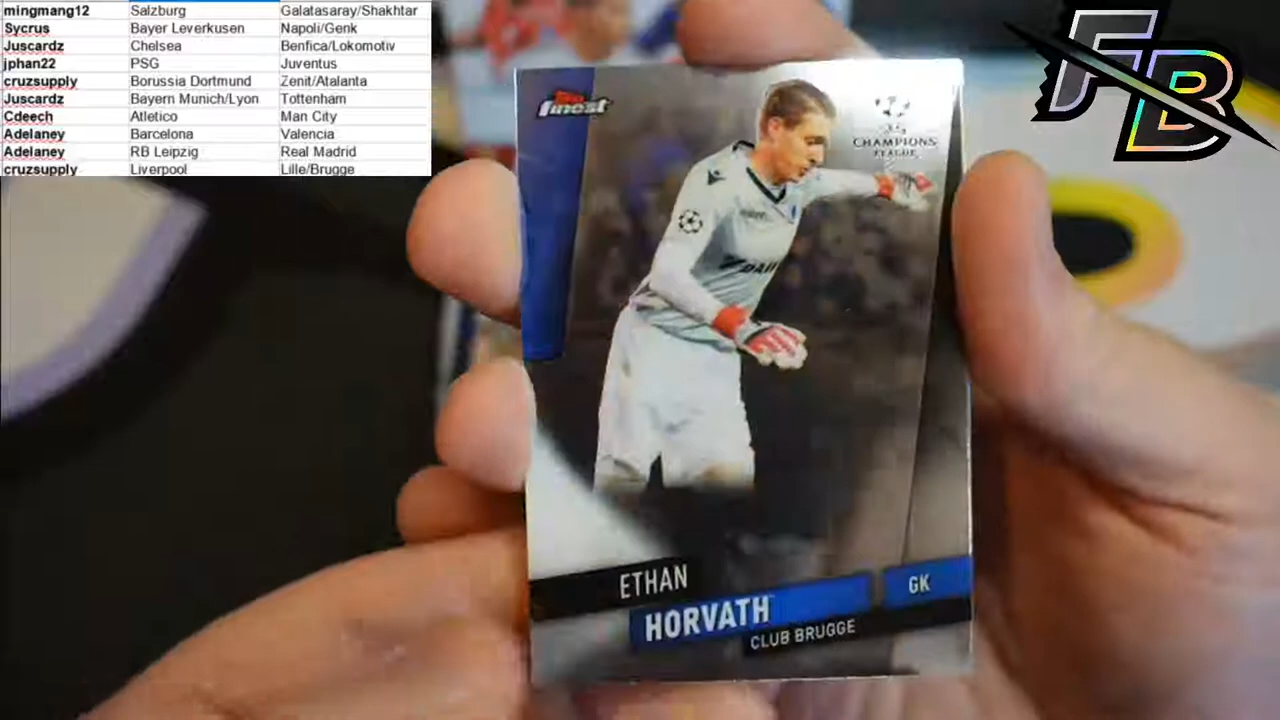 mingmang12 Salzburg Galatasaray/Shakhtar
Sycrus Bayer Leverkusen Napoli/Genk
Juscardz Chelsea Benfica/Lokomotiv
jphan22 PSG Juventus
cruzsupply Borussia Dortmund Zenit/Atalanta
Juscardz Bayern Munich/Lyon Tottenham
Cdeech Atletico Man City
Adelaney Barcelona Valencia
Adelaney RB Leipzig Real Madrid
cruzsupply Liverpool Lille/Brugge
FB
Topps
finest
CHAMPIONS
LEAGUE
ETHAN
HORVATH
GK
CLUB BRUGGE